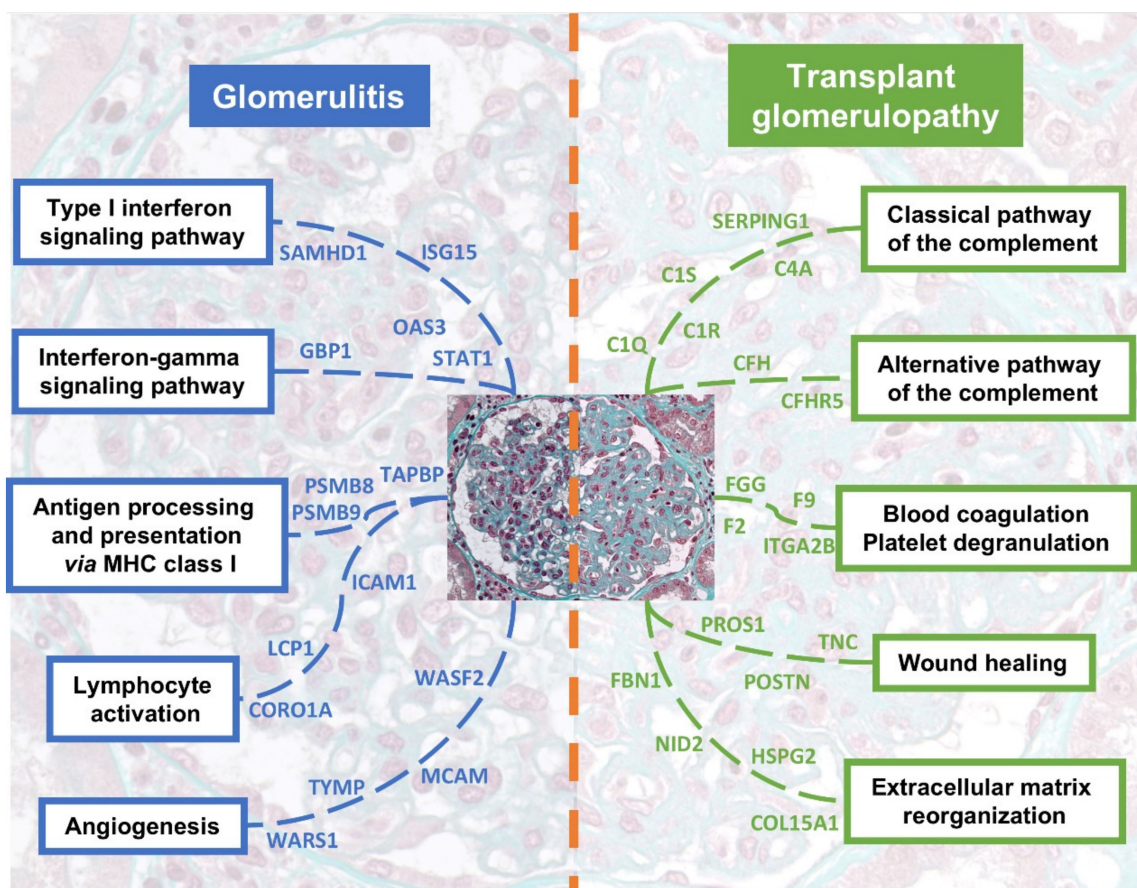 Glomerulitis
Type I interferon
signaling pathway
SAMHD1
ISG15
OAS3
Interferon-gamma
signaling pathway
GBP1
STAT1
Antigen processing
and presentation
via MHC class I
PSMB8
PSMB9
TAPBP
Lymphocyte
activation
ICAM1
LCP1
CORO1A
Angiogenesis
WASF2
MCAM
TYMP
WARS1
Transplant
glomerulopathy
Classical pathway
of the complement
SERPING1
C4A
C1S
C1R
C1Q
Alternative pathway
of the complement
CFH
CFHR5
Blood coagulation
Platelet degranulation
FGG
F9
F2
ITGA2B
Wound healing
PROS1
TNC
POSTN
Extracellular matrix
reorganization
FBN1
NID2
HSPG2
COL15A1